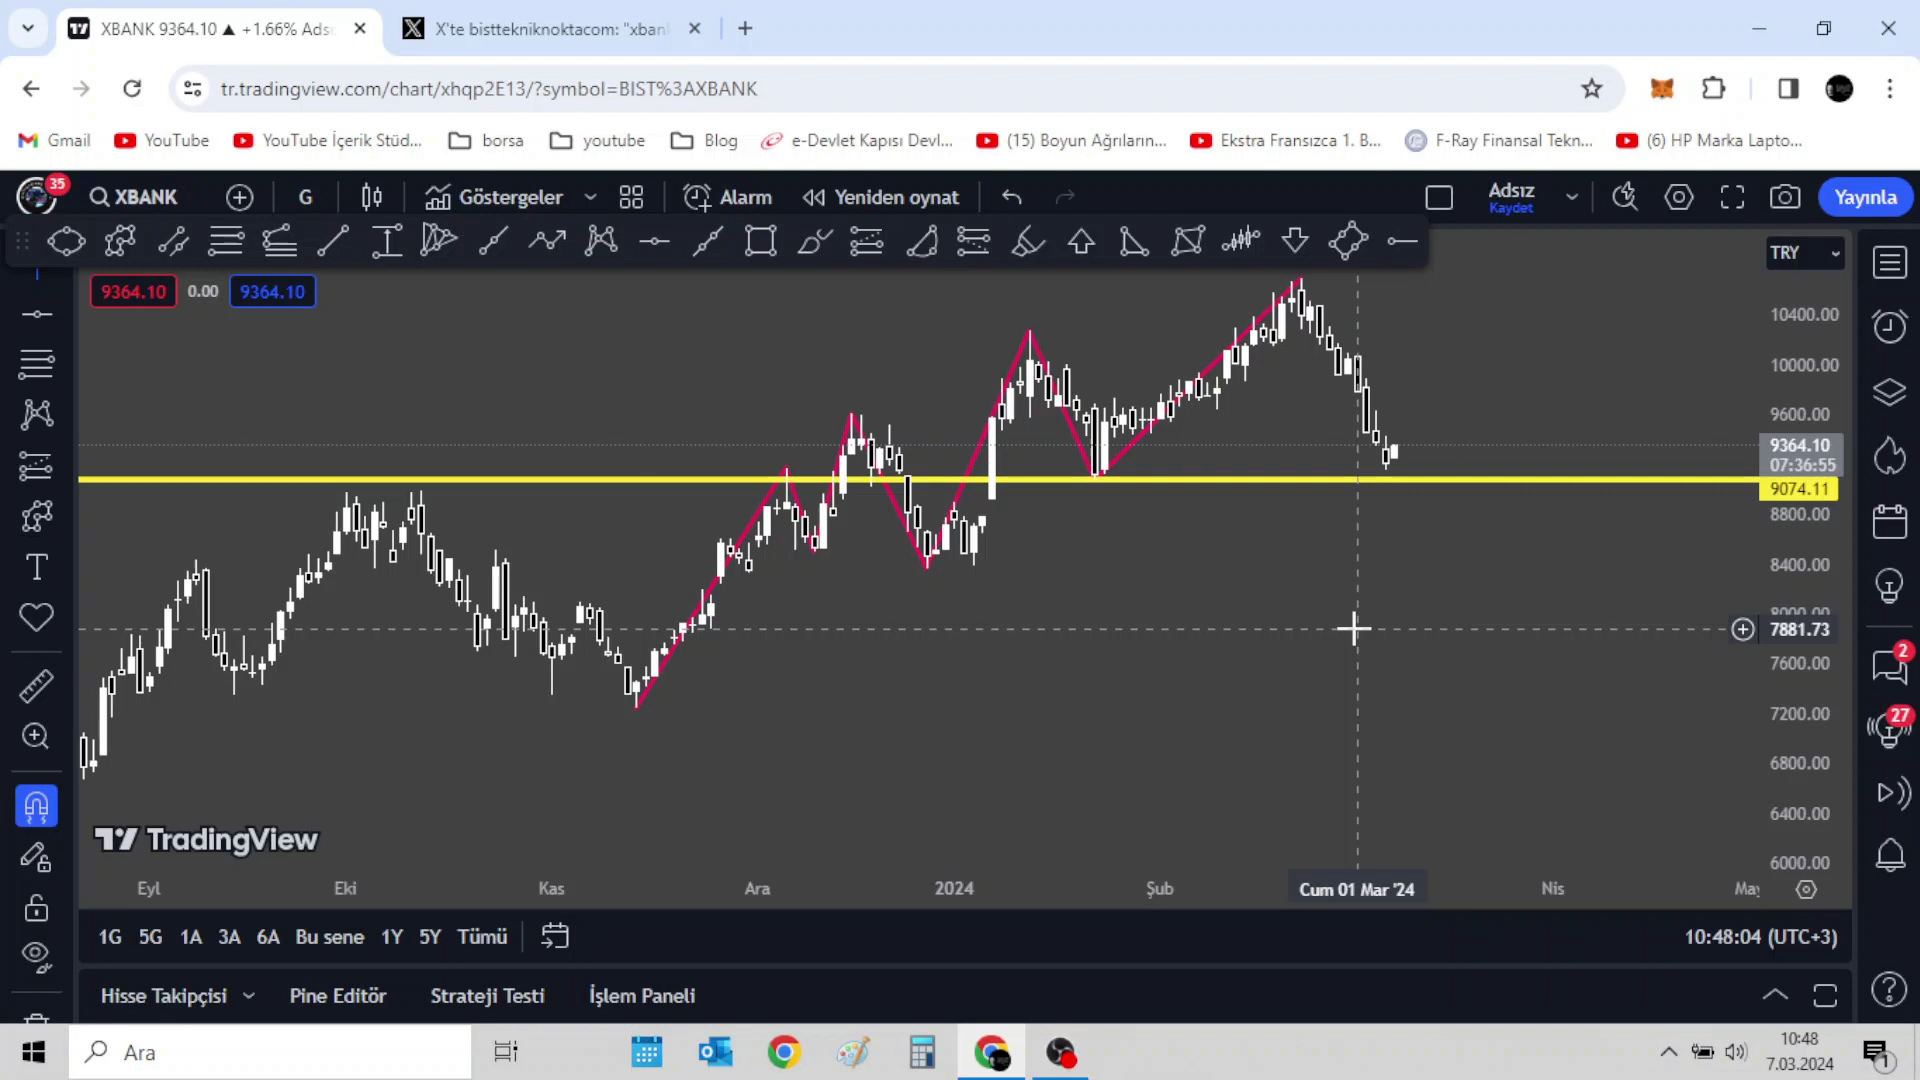 XBANK 9364.10 ▲ +1.66% Ads
X'te bisttekniknoktacom: "xban
tr.tradingview.com/chart/xhqp2E13/?symbol=BIST%3AXBANK
Gmail
YouTube
YouTube İçerik Stüd...
borsa
youtube
Blog
e-Devlet Kapısı Devl...
(15) Boyun Ağrıların...
Ekstra Fransızca 1. B...
F-Ray Finansal Tekn...
(6) HP Marka Lapto...
35
XBANK
G
Göstergeler
Alarm
Yeniden oynat
Adsız
Kaydet
Yayınla
TRY
9364.10 0.00 9364.10
10400.00
10000.00
9600.00
9364.10
07:36:55
9074.11
8800.00
8400.00
8000.00
7881.73
7600.00
7200.00
6800.00
6400.00
6000.00
2
27
TradingView
Eyl Eki Kas Ara 2024 Şub Cum 01 Mar '24 Nis May
1G 5G 1A 3A 6A Bu sene 1Y 5Y Tümü
10:48:04 (UTC+3)
Hisse Takipçisi Pine Editör Strateji Testi İşlem Paneli
Ara
10:48
7.03.2024
1